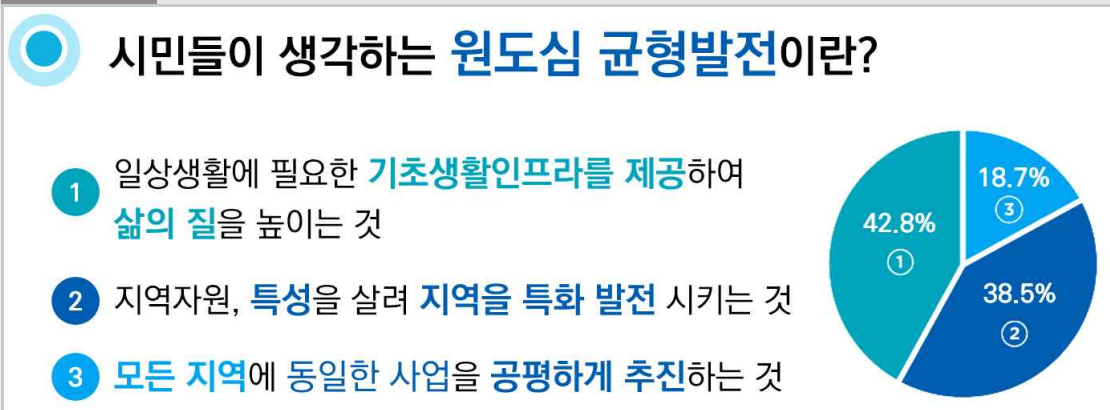 시민들이 생각하는 원도심 균형발전이란?
1 일상생활에 필요한 기초생활인프라를 제공하여
삶의 질을 높이는 것
2 지역자원, 특성을 살려 지역을 특화 발전 시키는 것
3 모든 지역에 동일한 사업을 공평하게 추진하는 것
18.7%
③
42.8%
①
38.5%
②